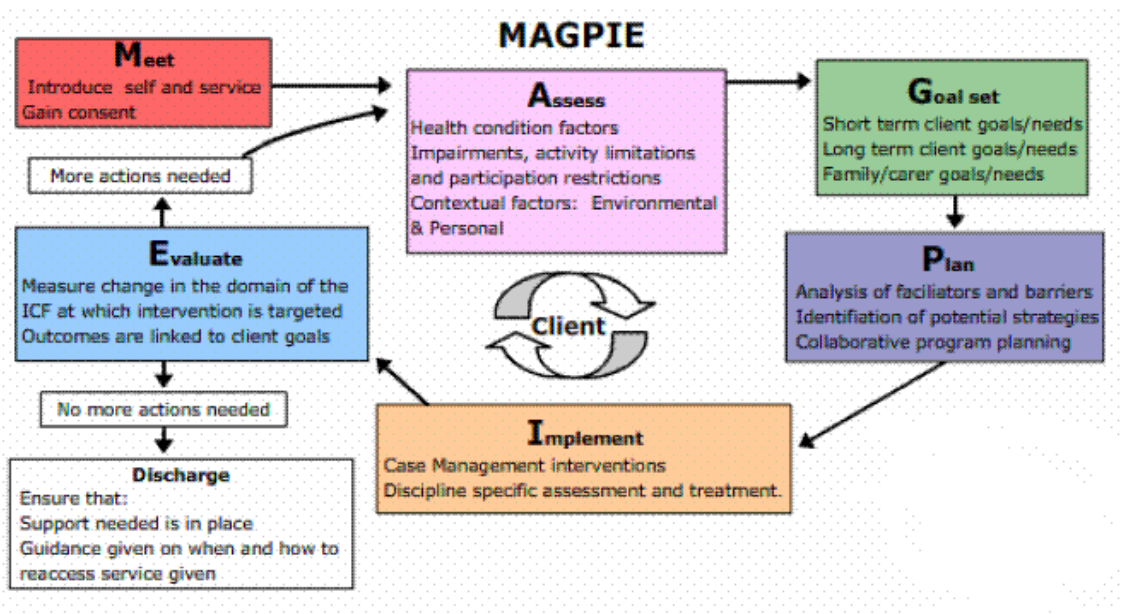 MAGPIE
Meet
Introduce self and service
Gain consent
Assess
Health condition factors
Impairments, activity limitations
and participation restrictions
Contextual factors: Environmental
& Personal
Goal set
Short term client goals/needs
Long term client goals/needs
Family/carer goals/needs
Plan
Analysis of faciliators and barriers
Identifiation of potential strategies
Collaborative program planning
Implement
Case Management interventions
Discipline specific assessment and treatment.
Evaluate
Measure change in the domain of the
ICF at which intervention is targeted
Outcomes are linked to client goals
More actions needed
No more actions needed
Discharge
Ensure that:
Support needed is in place
Guidance given on when and how to
reaccess service given
Client